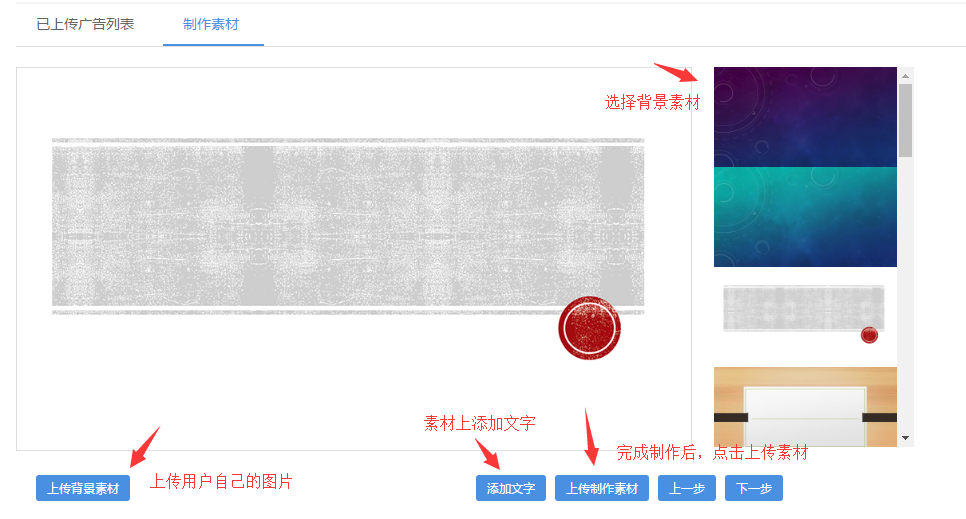 已上传广告列表
制作素材
选择背景素材
素材上添加文字
完成制作后，点击上传素材
上传背景素材
上传用户自己的图片
添加文字
上传制作素材
上一步
下一步